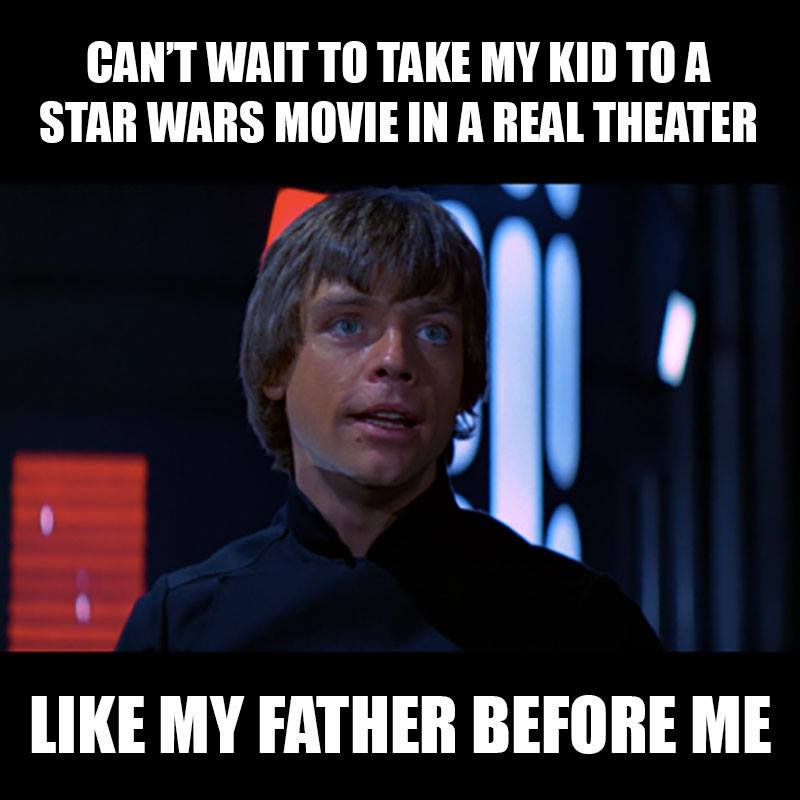 CAN'T WAIT TO TAKE MY KID TO A
STAR WARS MOVIE IN A REAL THEATER
LIKE MY FATHER BEFORE ME